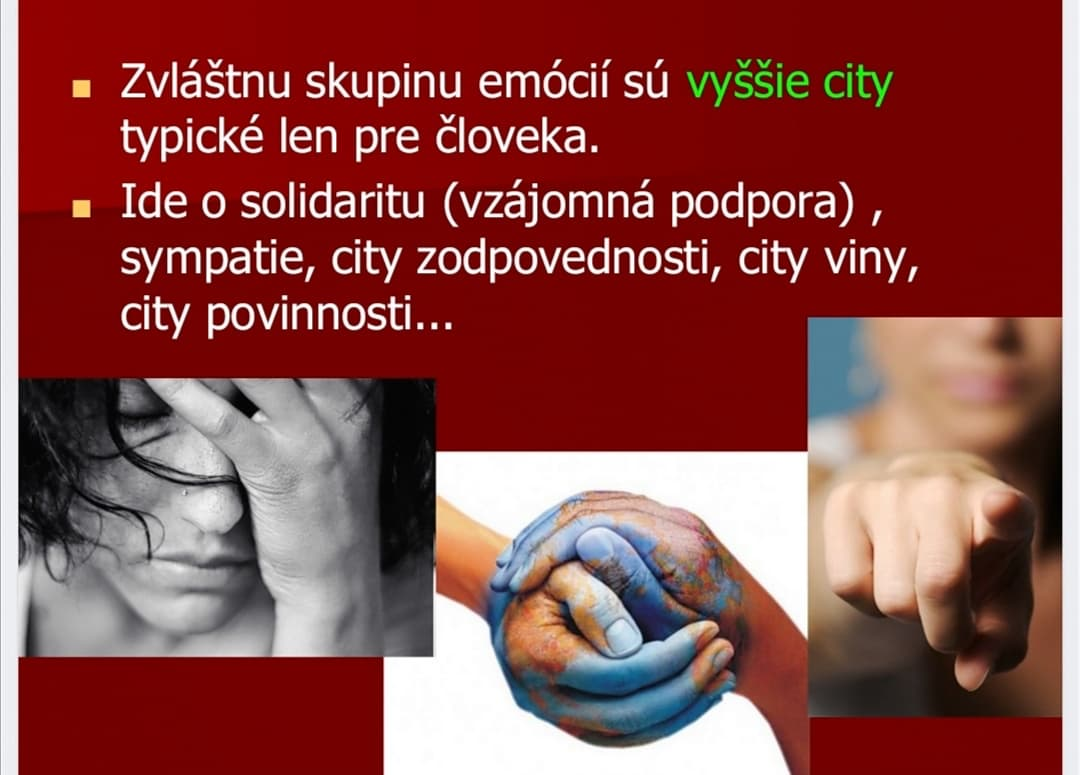 Zvláštnu skupinu emócií sú vyššie city
typické len pre človeka.
Ide o solidaritu (vzájomná podpora) ,
sympatie, city zodpovednosti, city viny,
city povinnosti...